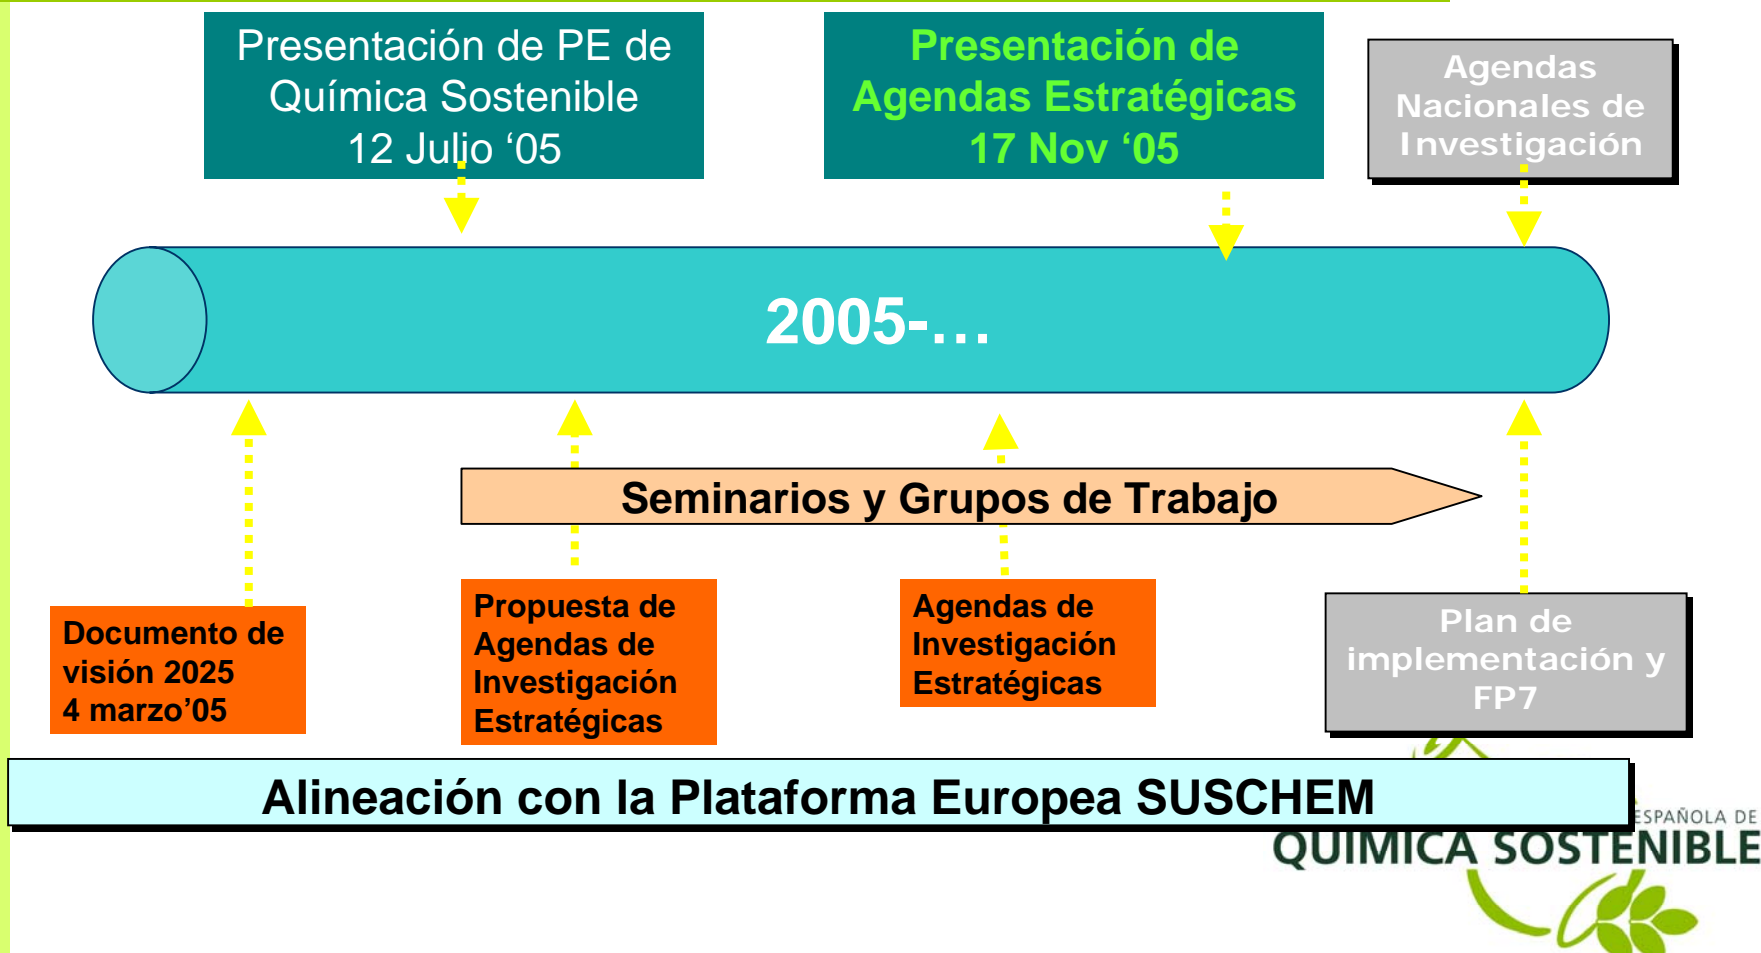 Presentación de PE de
Química Sostenible
12 Julio ‘05
Presentación de
Agendas Estratégicas
17 Nov ‘05
Agendas
Nacionales de
Investigación
2005-…
Seminarios y Grupos de Trabajo
Documento de
visión 2025
4 marzo’05
Propuesta de
Agendas de
Investigación
Estratégicas
Agendas de
Investigación
Estratégicas
Plan de
implementación y
FP7
Alineación con la Plataforma Europea SUSCHEM
ESPAÑOLA DE
QUÍMICA SOSTENIBLE